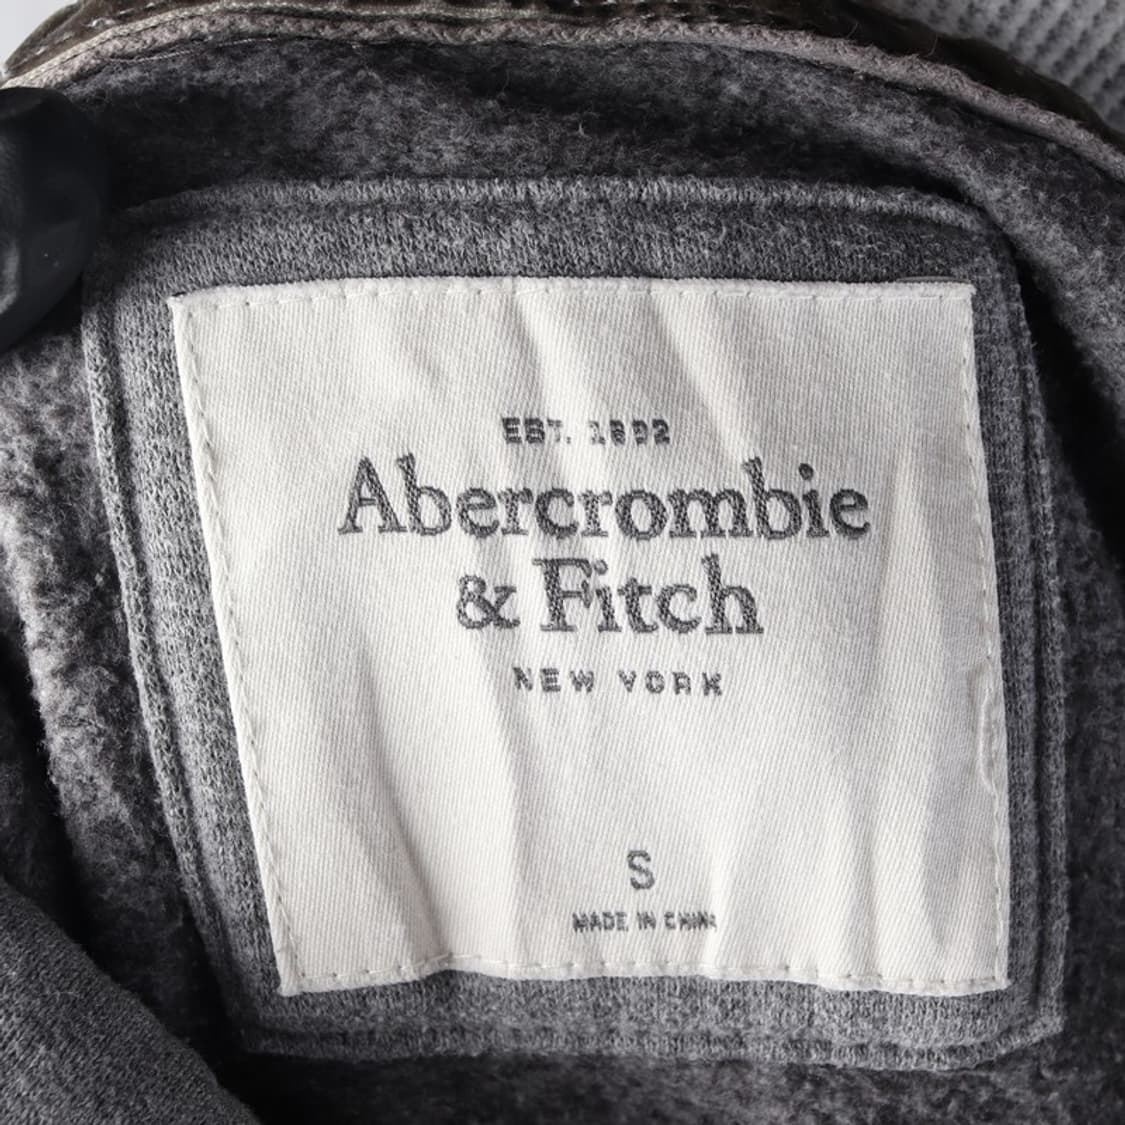 EST. 1892
Abercrombie
& Fitch
NEW YORK
S
MADE IN CHINA